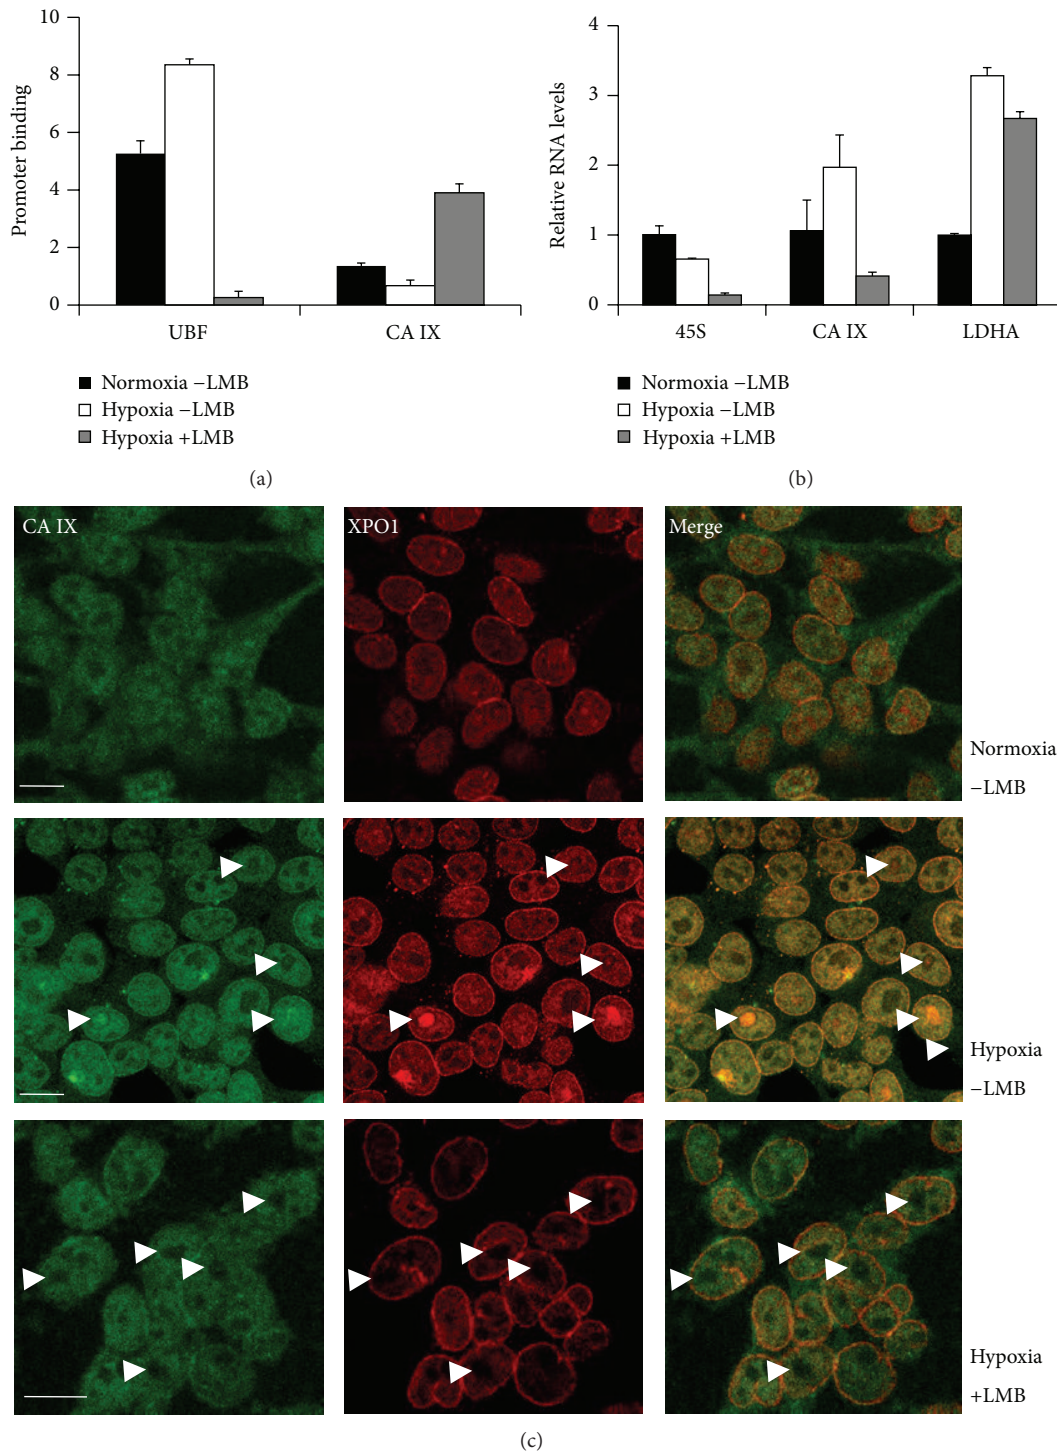 10
8
6
4
2
0
Promoter binding
UBF
CA IX
Normoxia −LMB
Hypoxia −LMB
Hypoxia +LMB
(a)
4
3
2
1
0
Relative RNA levels
45S
CA IX
LDHA
Normoxia −LMB
Hypoxia −LMB
Hypoxia +LMB
(b)
CA IX
XPO1
Merge
Normoxia
−LMB
Hypoxia
−LMB
Hypoxia
+LMB
(c)